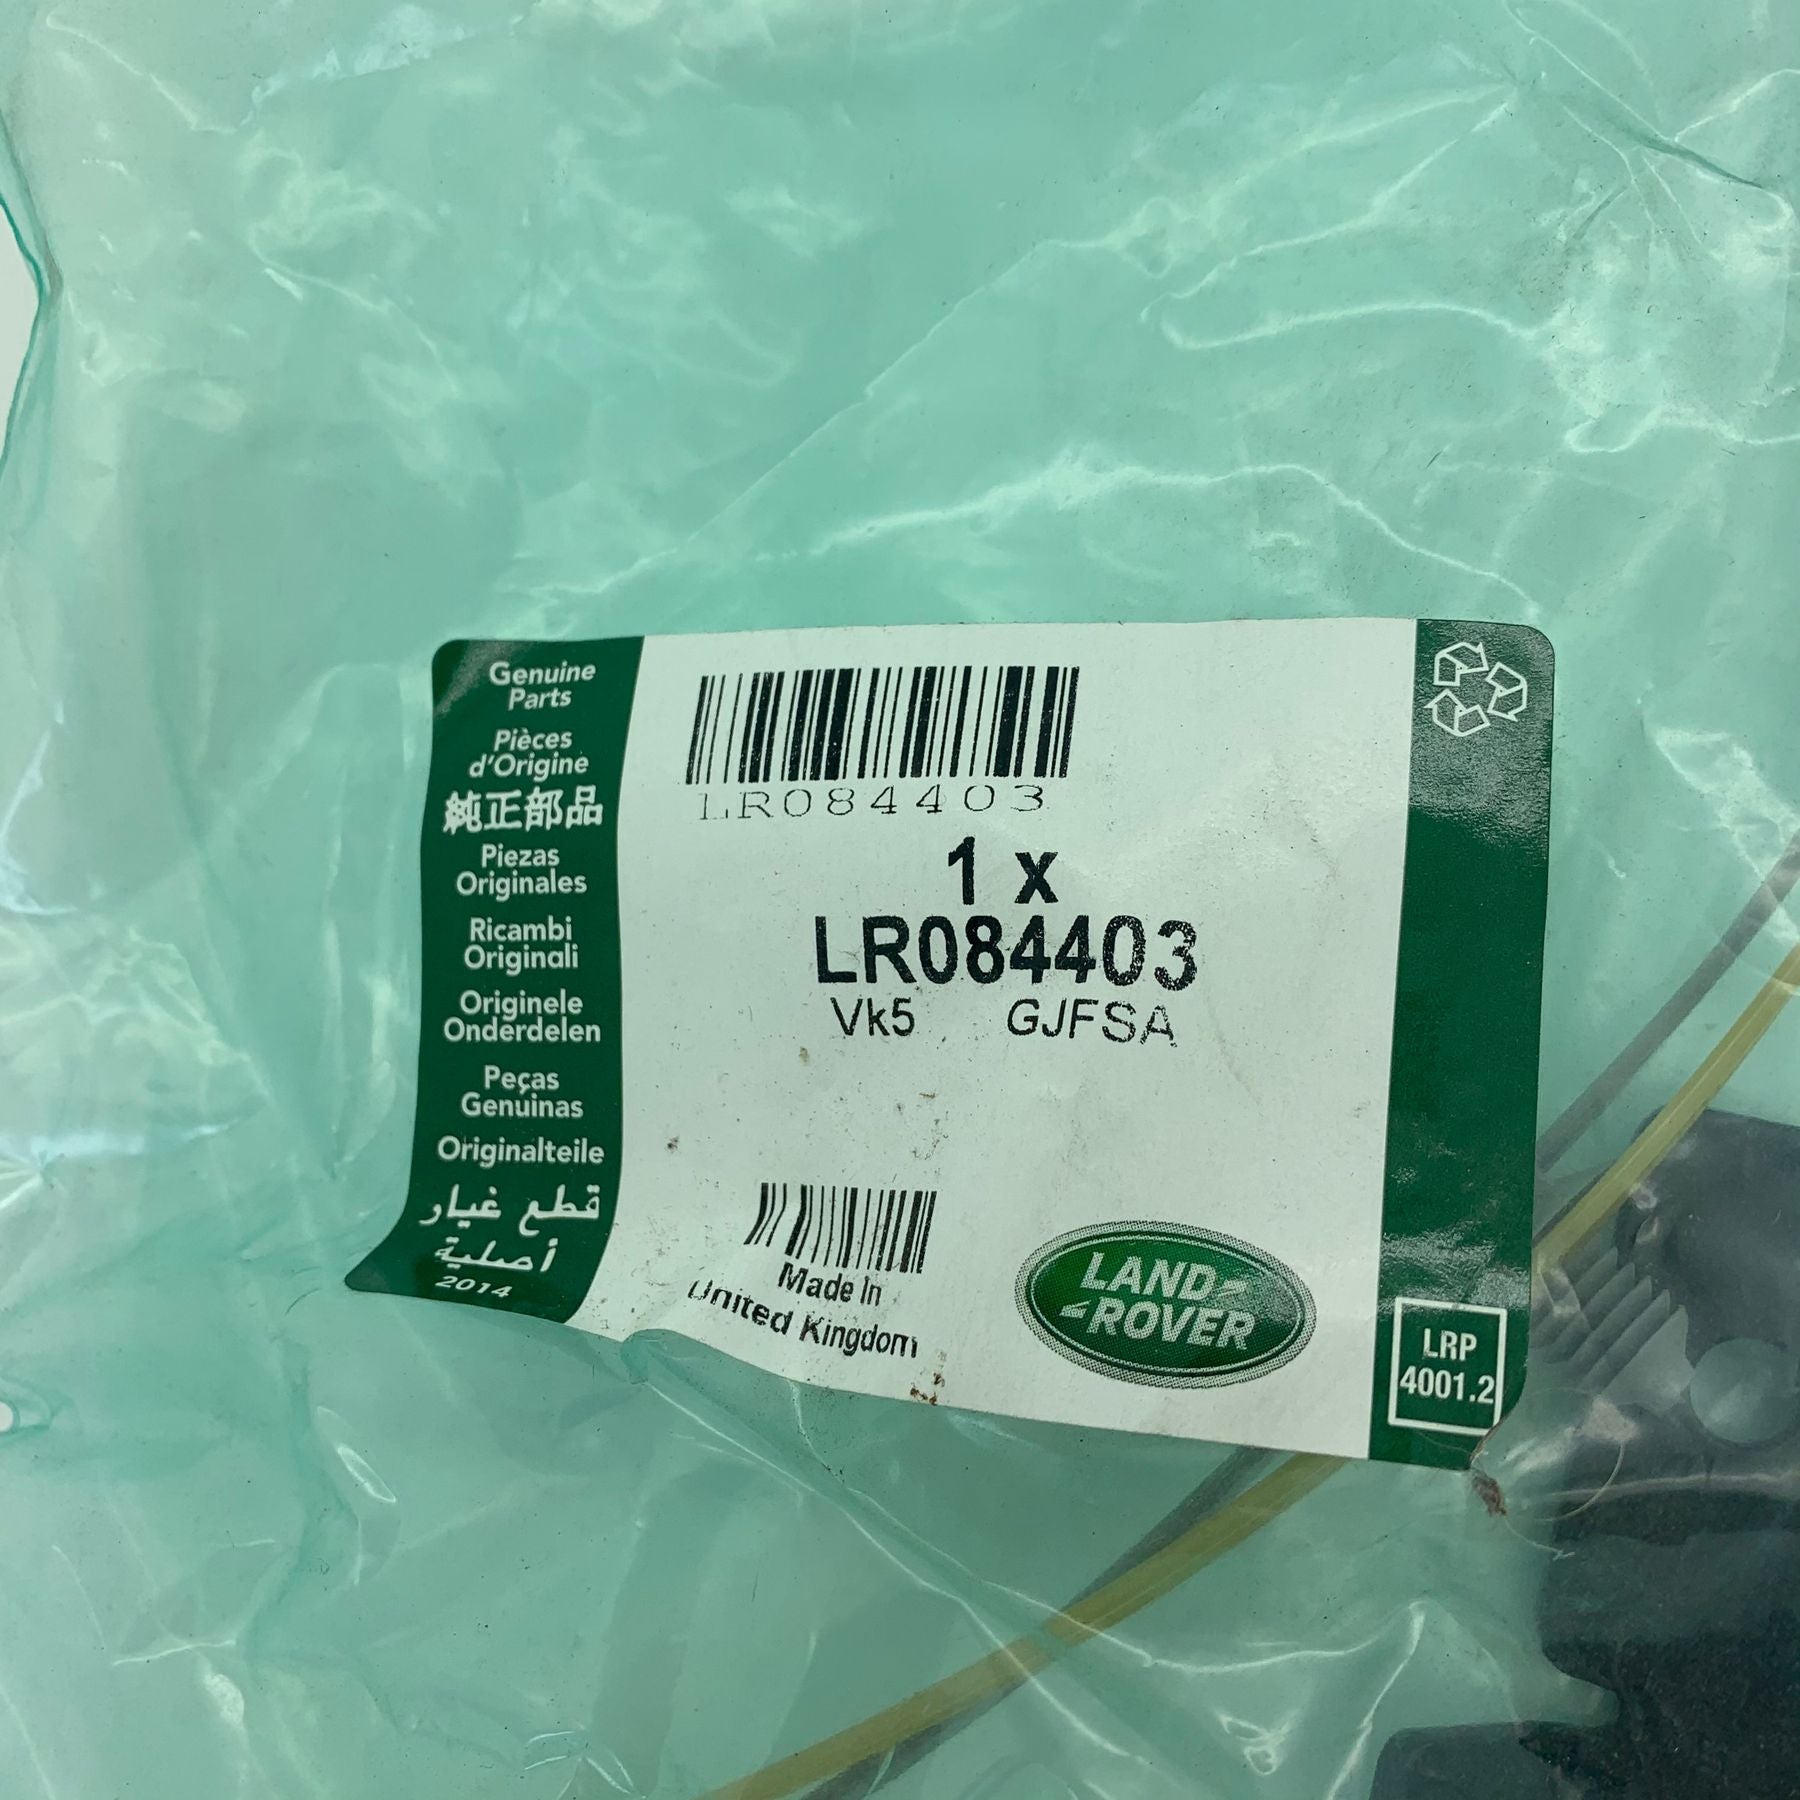 Genuine
Parts
Pièces
d'Origine
純正部品
Piezas
Originales
Ricambi
Originali
Originele
Onderdelen
Peças
Genuinas
Originalteile
قطع غيار
أصلية
2014
LR084403
1 x
LR084403
Vk5 GJFSA
Made In
United Kingdom
LAND
ROVER
LRP
4001.2